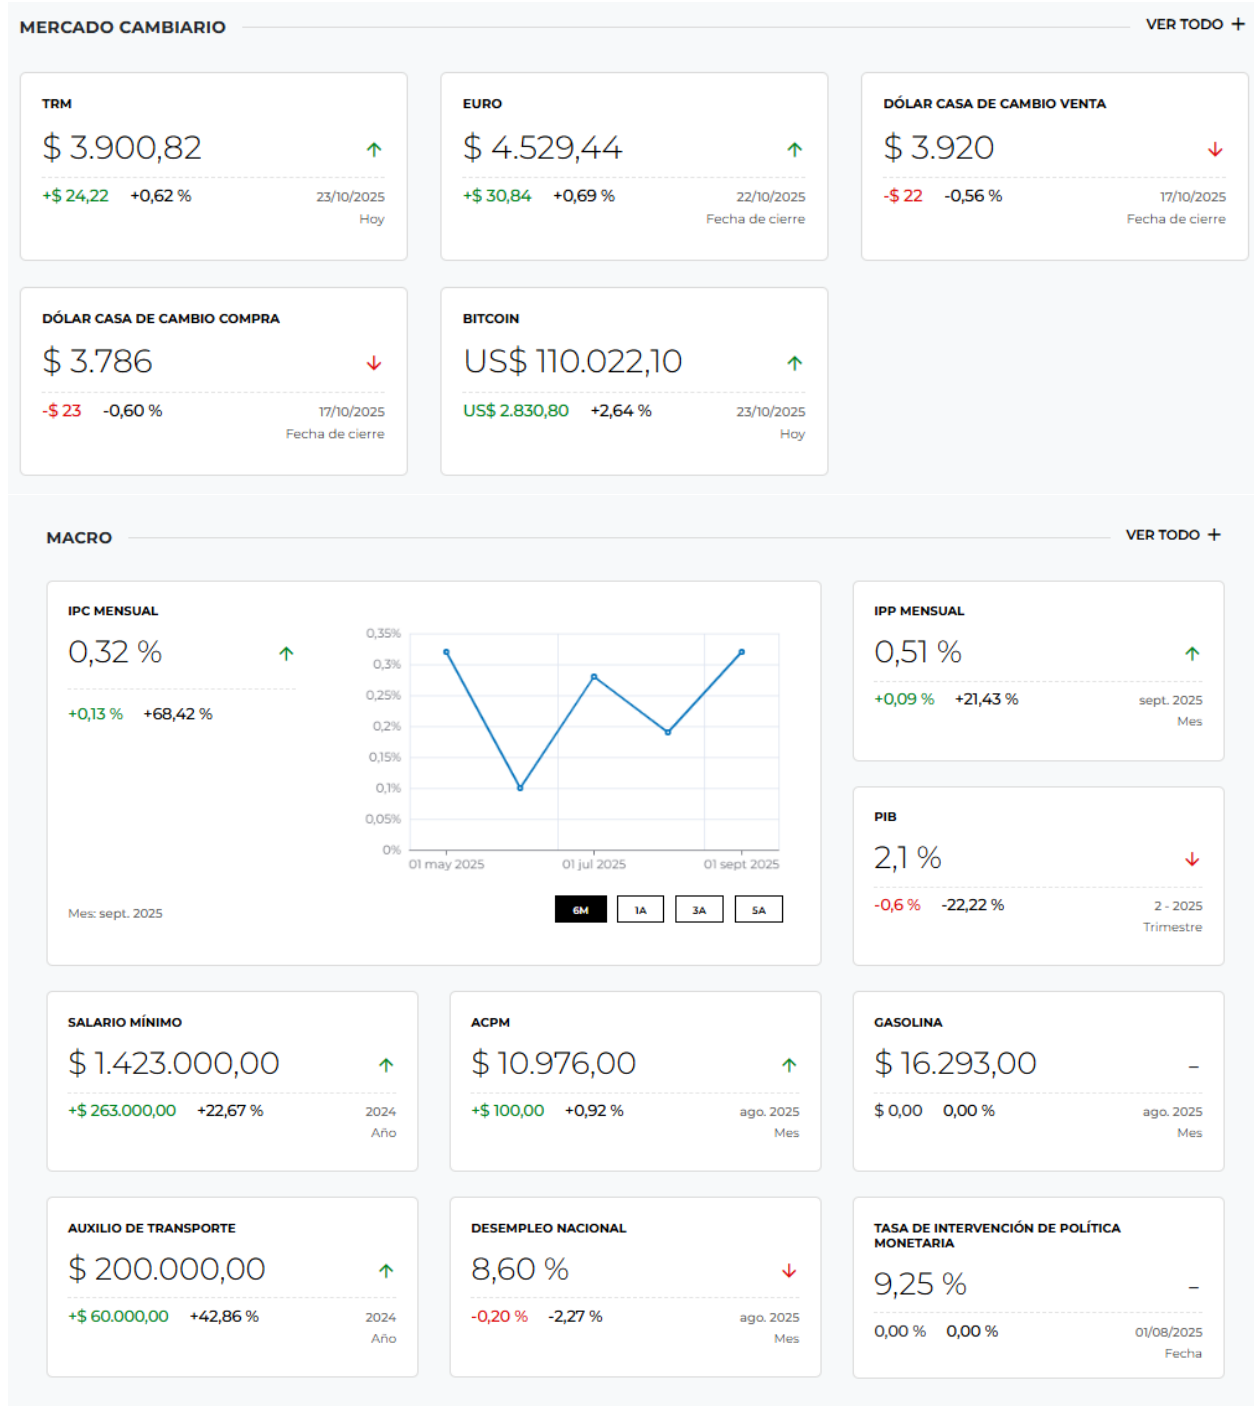 MERCADO CAMBIARIO
VER TODO +
TRM
$ 3.900,82
+$ 24,22 +0,62 %
23/10/2025
Hoy
EURO
$ 4.529,44
+$ 30,84 +0,69 %
22/10/2025
Fecha de cierre
DÓLAR CASA DE CAMBIO VENTA
$ 3.920
-$ 22 -0,56 %
17/10/2025
Fecha de cierre
DÓLAR CASA DE CAMBIO COMPRA
$ 3.786
-$ 23 -0,60 %
17/10/2025
Fecha de cierre
BITCOIN
US$ 110.022,10
US$ 2.830,80 +2,64 %
23/10/2025
Hoy
MACRO
VER TODO +
IPC MENSUAL
0,32 %
+0,13 % +68,42 %
0,35%
0,3%
0,25%
0,2%
0,15%
0,1%
0,05%
0%
01 may 2025 01 jul 2025 01 sept 2025
Mes: sept. 2025
6M 1A 3A 5A
IPP MENSUAL
0,51 %
+0,09 % +21,43 %
sept. 2025
Mes
PIB
2,1 %
-0,6 % -22,22 %
2 - 2025
Trimestre
SALARIO MÍNIMO
$ 1.423.000,00
+$ 263.000,00 +22,67 %
2024
Año
ACPM
$ 10.976,00
+$ 100,00 +0,92 %
ago. 2025
Mes
GASOLINA
$ 16.293,00
–
$ 0,00 0,00 %
ago. 2025
Mes
AUXILIO DE TRANSPORTE
$ 200.000,00
+$ 60.000,00 +42,86 %
2024
Año
DESEMPLEO NACIONAL
8,60 %
-0,20 % -2,27 %
ago. 2025
Mes
TASA DE INTERVENCIÓN DE POLÍTICA
MONETARIA
9,25 %
–
0,00 % 0,00 %
01/08/2025
Fecha